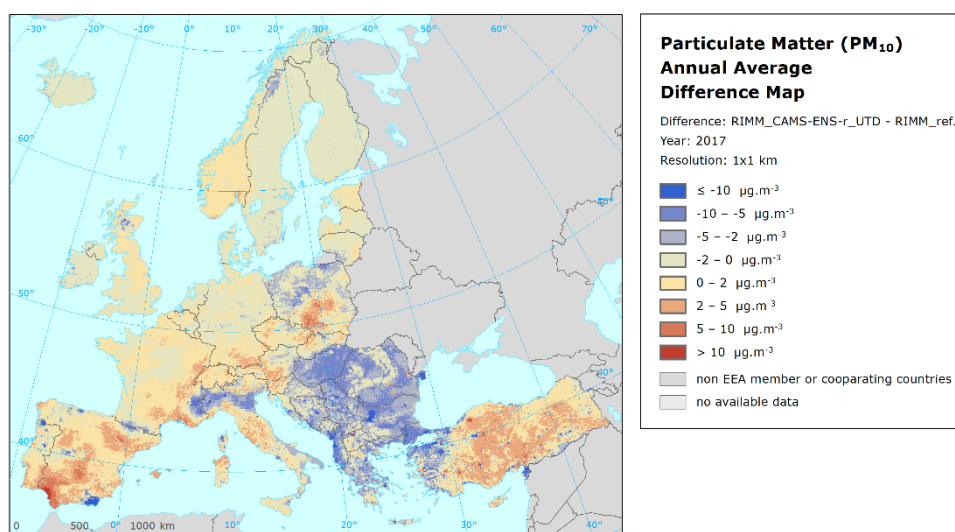 -30° -20° -10° 0° 10° 20° 30° 40° 50° 60° 70°
60°
50°
50°
40°
40°
0 500 1000 km 10° 20° 30° 40°
Particulate Matter (PM₁₀)
Annual Average
Difference Map
Difference: RIMM_CAMS-ENS-r_UTD - RIMM_ref.
Year: 2017
Resolution: 1x1 km
≤ -10 µg.m⁻³
-10 – -5 µg.m⁻³
-5 – -2 µg.m⁻³
-2 – 0 µg.m⁻³
0 – 2 µg.m⁻³
2 – 5 µg.m⁻³
5 – 10 µg.m⁻³
> 10 µg.m⁻³
non EEA member or cooparating countries
no available data